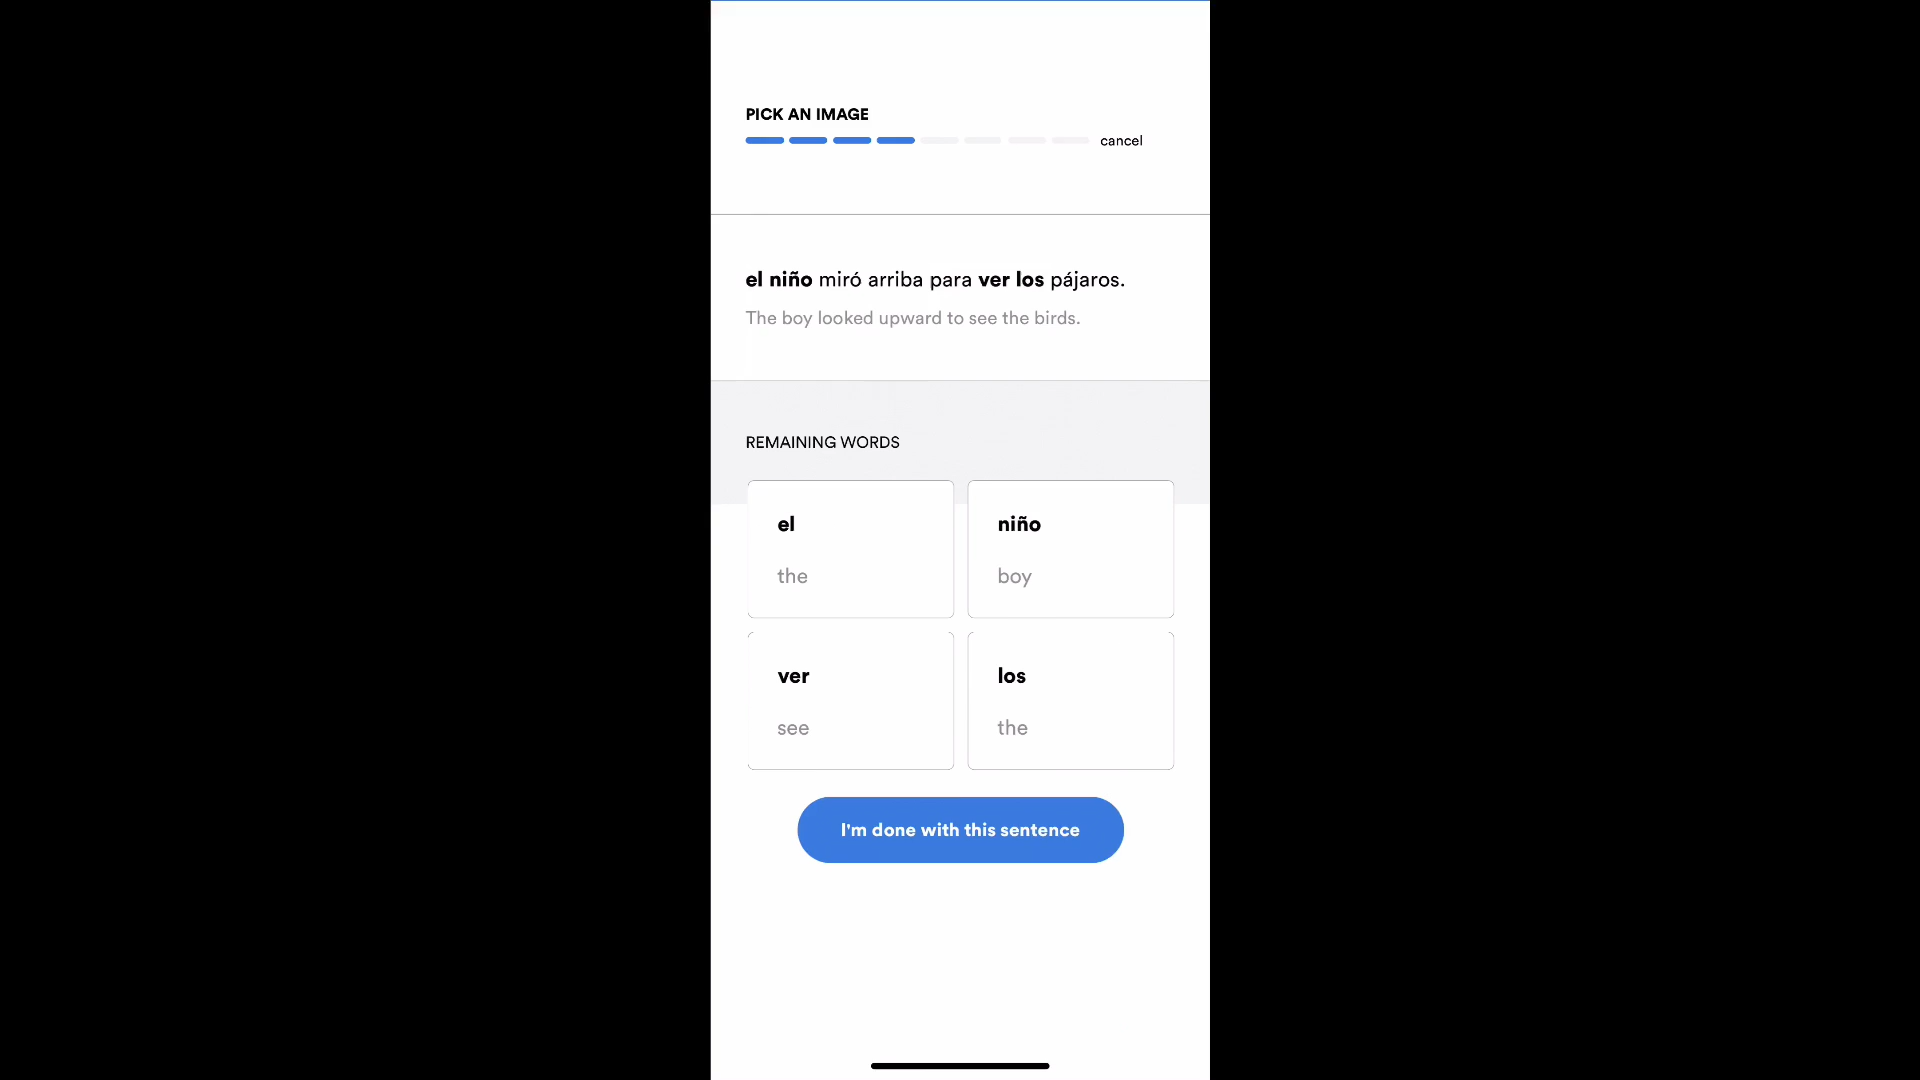 PICK AN IMAGE
cancel
el niño miró arriba para ver los pájaros.
The boy looked upward to see the birds.
REMAINING WORDS
el
the
niño
boy
ver
see
los
the
I'm done with this sentence